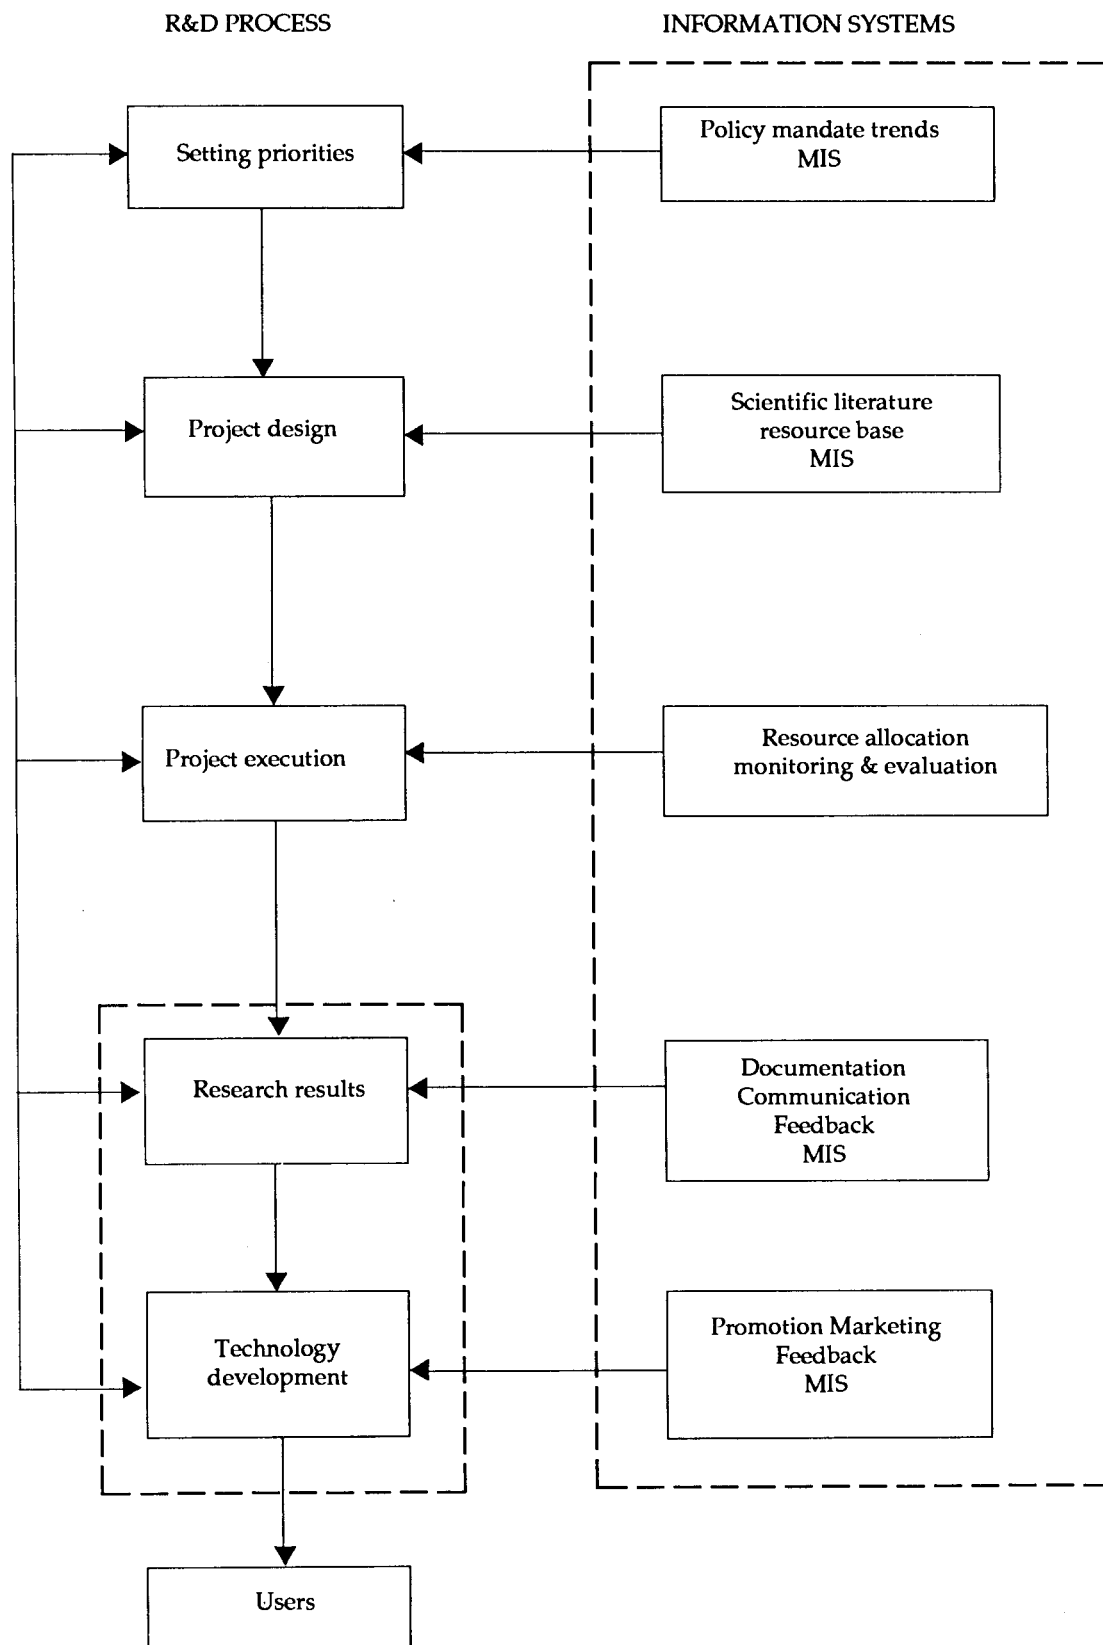 R&D PROCESS
INFORMATION SYSTEMS
Setting priorities
Policy mandate trends
MIS
Project design
Scientific literature
resource base
MIS
Project execution
Resource allocation
monitoring & evaluation
Research results
Documentation
Communication
Feedback
MIS
Technology
development
Promotion Marketing
Feedback
MIS
Users